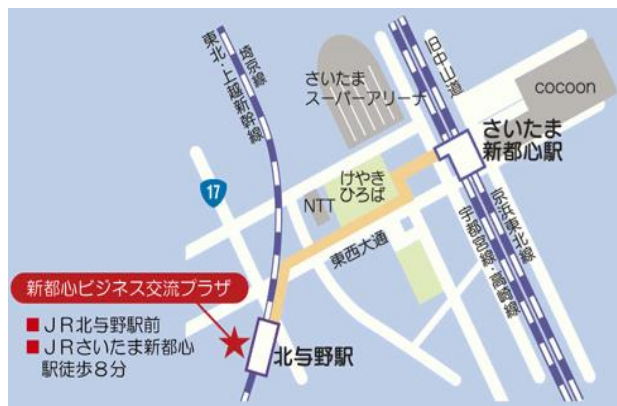 埼京線
東北・上越新幹線
さいたま
スーパーアリーナ
旧中山道
cocoon
さいたま
新都心駅
けやき
ひろば
NTT
17
東西大通
京浜東北線
宇都宮線・高崎線
新都心ビジネス交流プラザ
■ＪＲ北与野駅前
■ＪＲさいたま新都心
駅徒歩８分
北与野駅